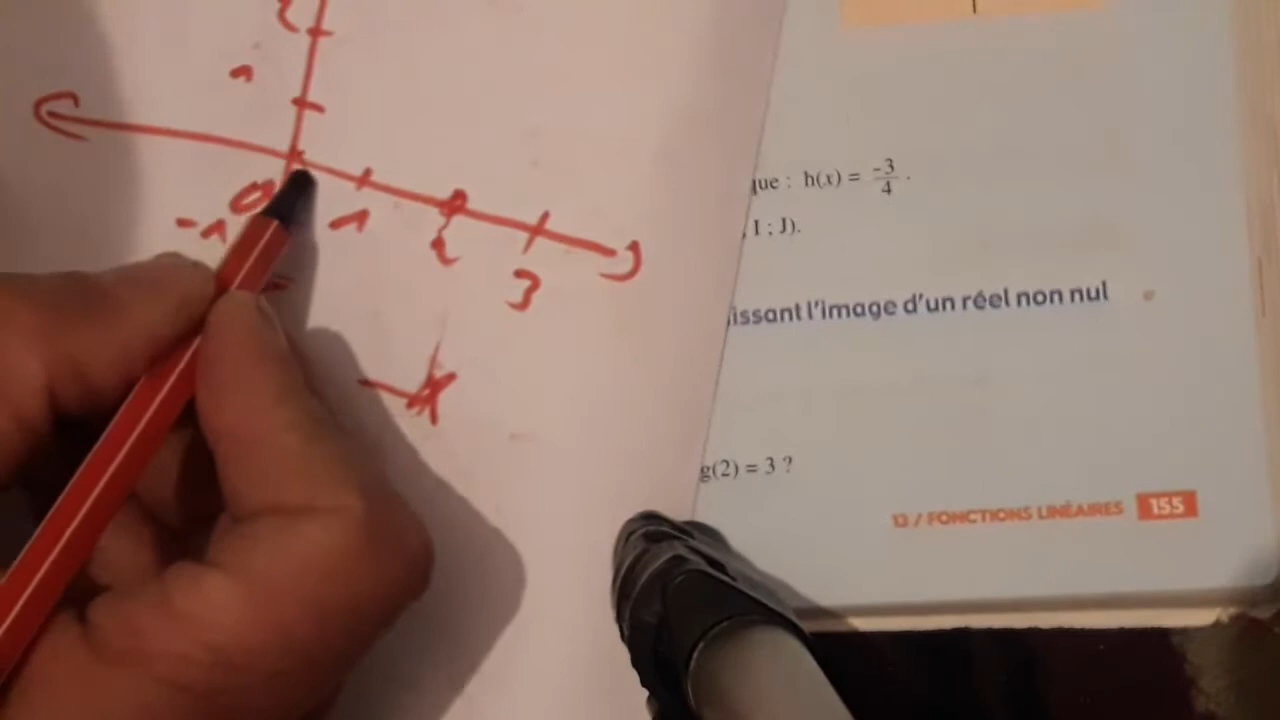 2
1
0
-1 1 2
3
que : h(x) = -3/4 .
I ; J).
issant l'image d'un réel non nul
g(2) = 3 ?
13 / FONCTIONS LINÉAIRES 155